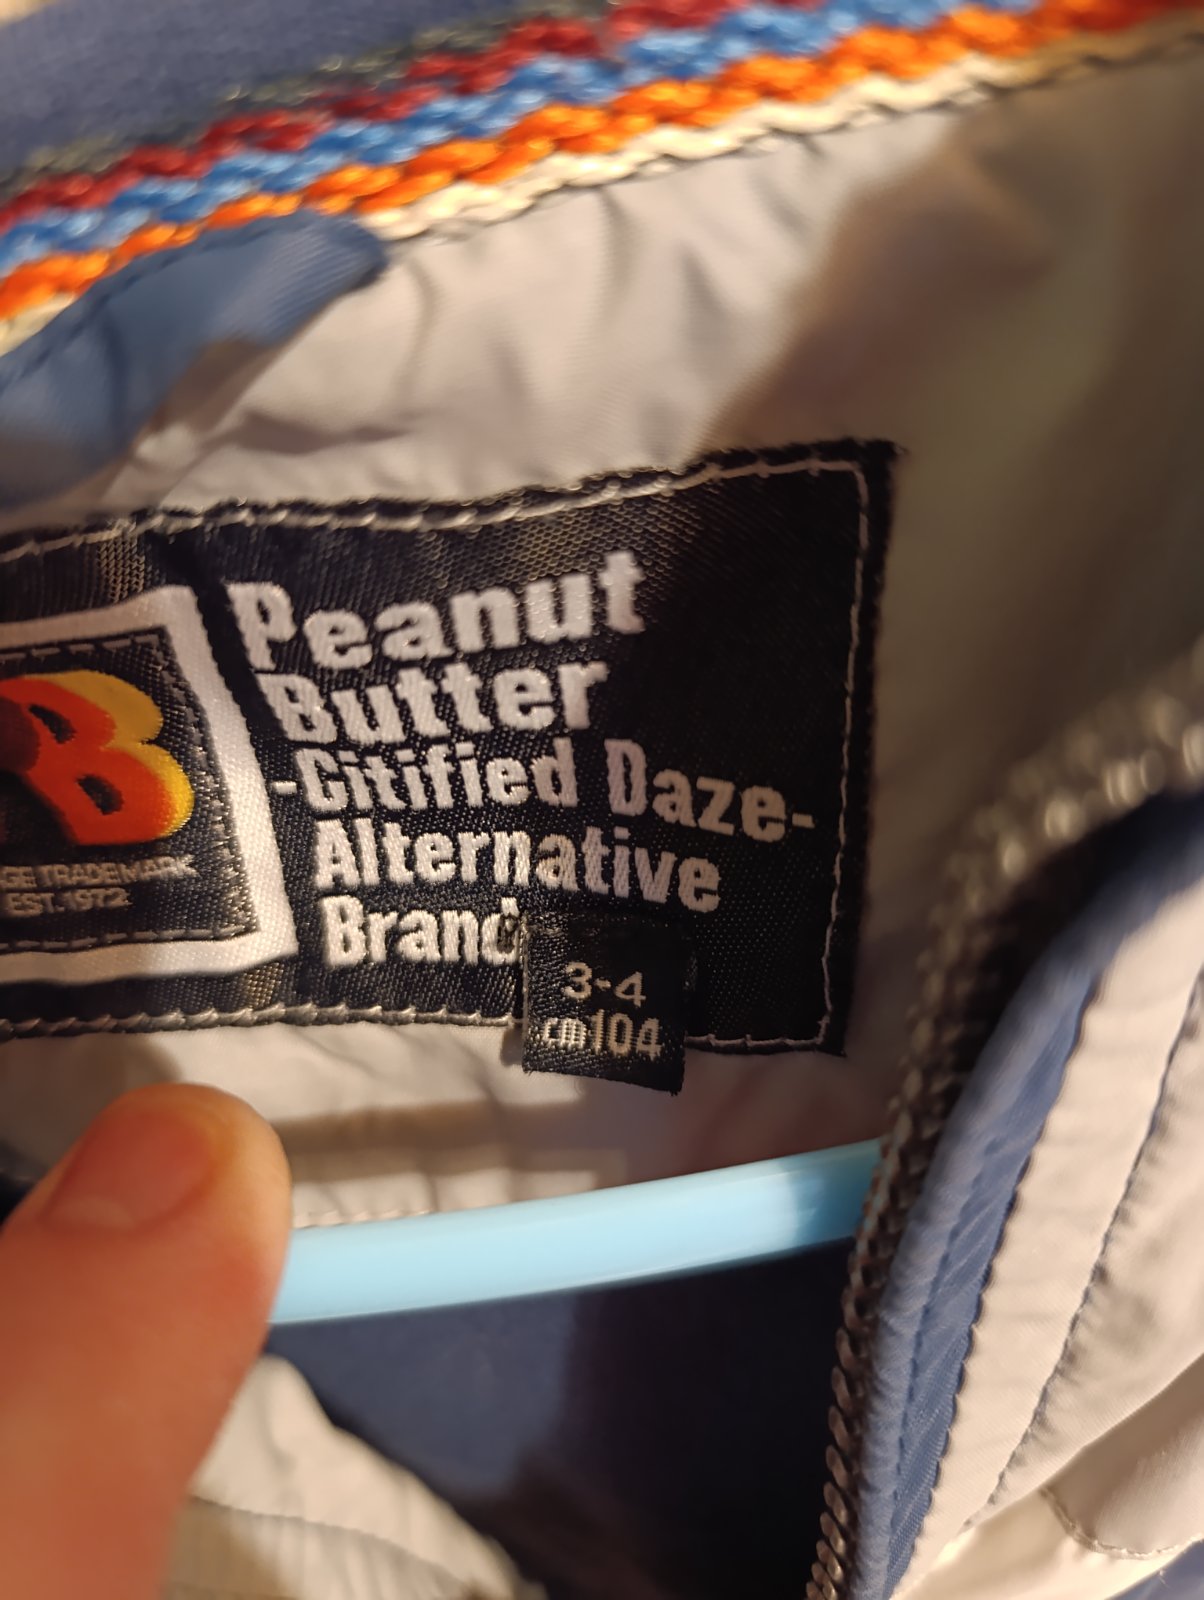 B
GE TRADEMARK
EST. 1972
Peanut
Butter
-Citified Daze-
Alternative
Brand
3-4
cm104